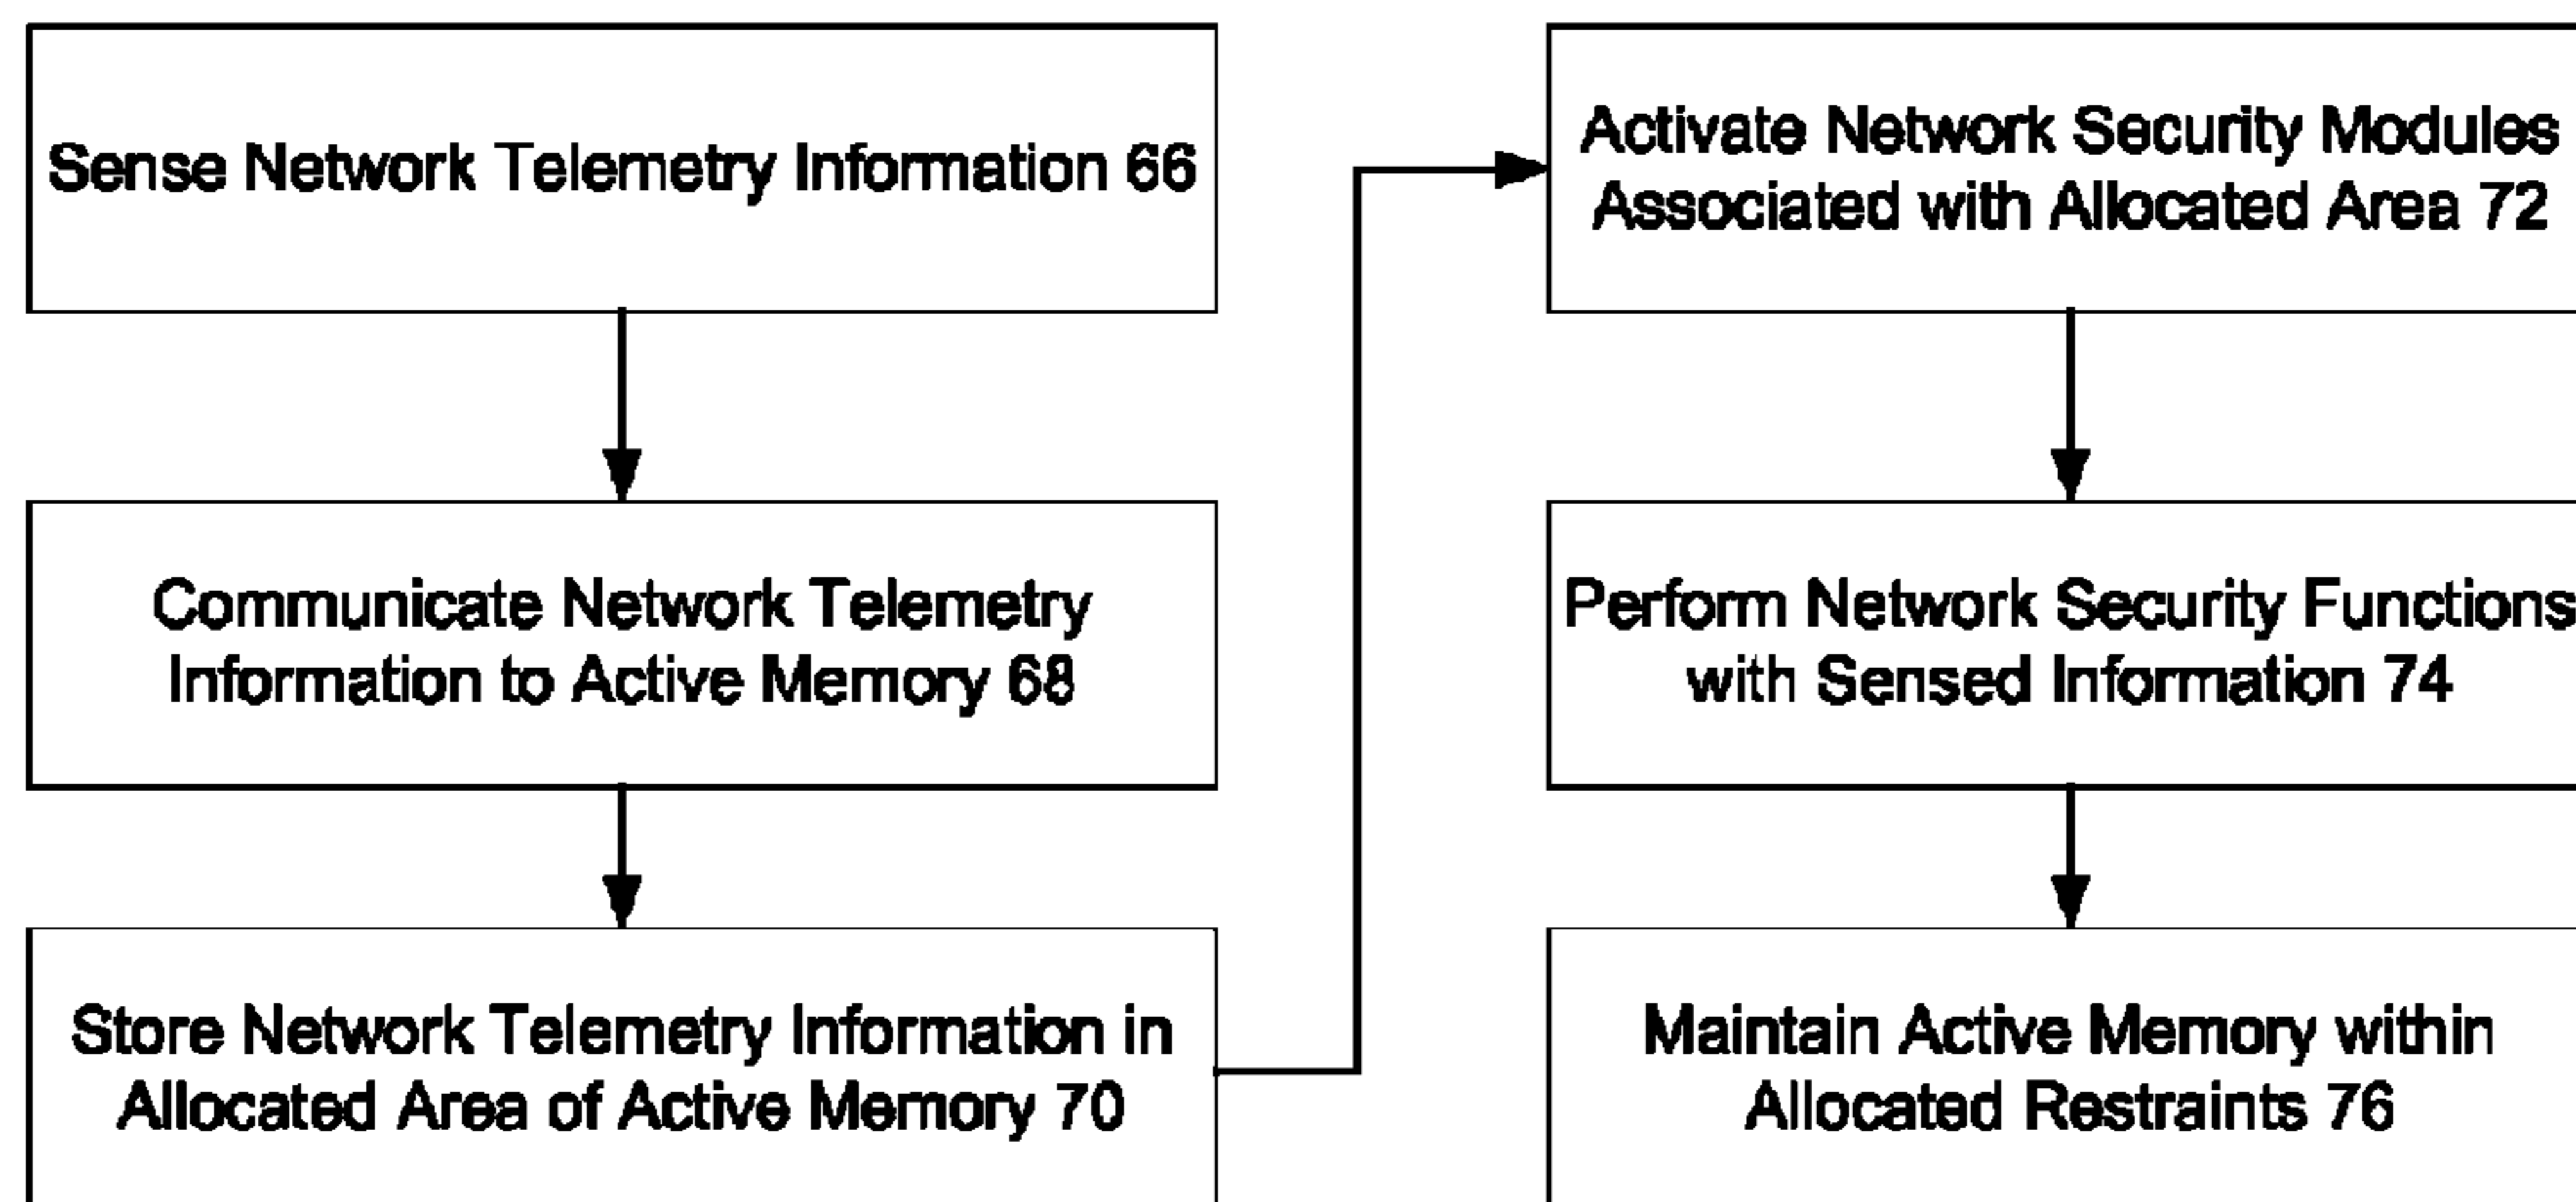 Sense Network Telemetry Information 66
Communicate Network Telemetry
Information to Active Memory 68
Store Network Telemetry Information in
Allocated Area of Active Memory 70
Activate Network Security Modules
Associated with Allocated Area 72
Perform Network Security Functions
with Sensed Information 74
Maintain Active Memory within
Allocated Restraints 76